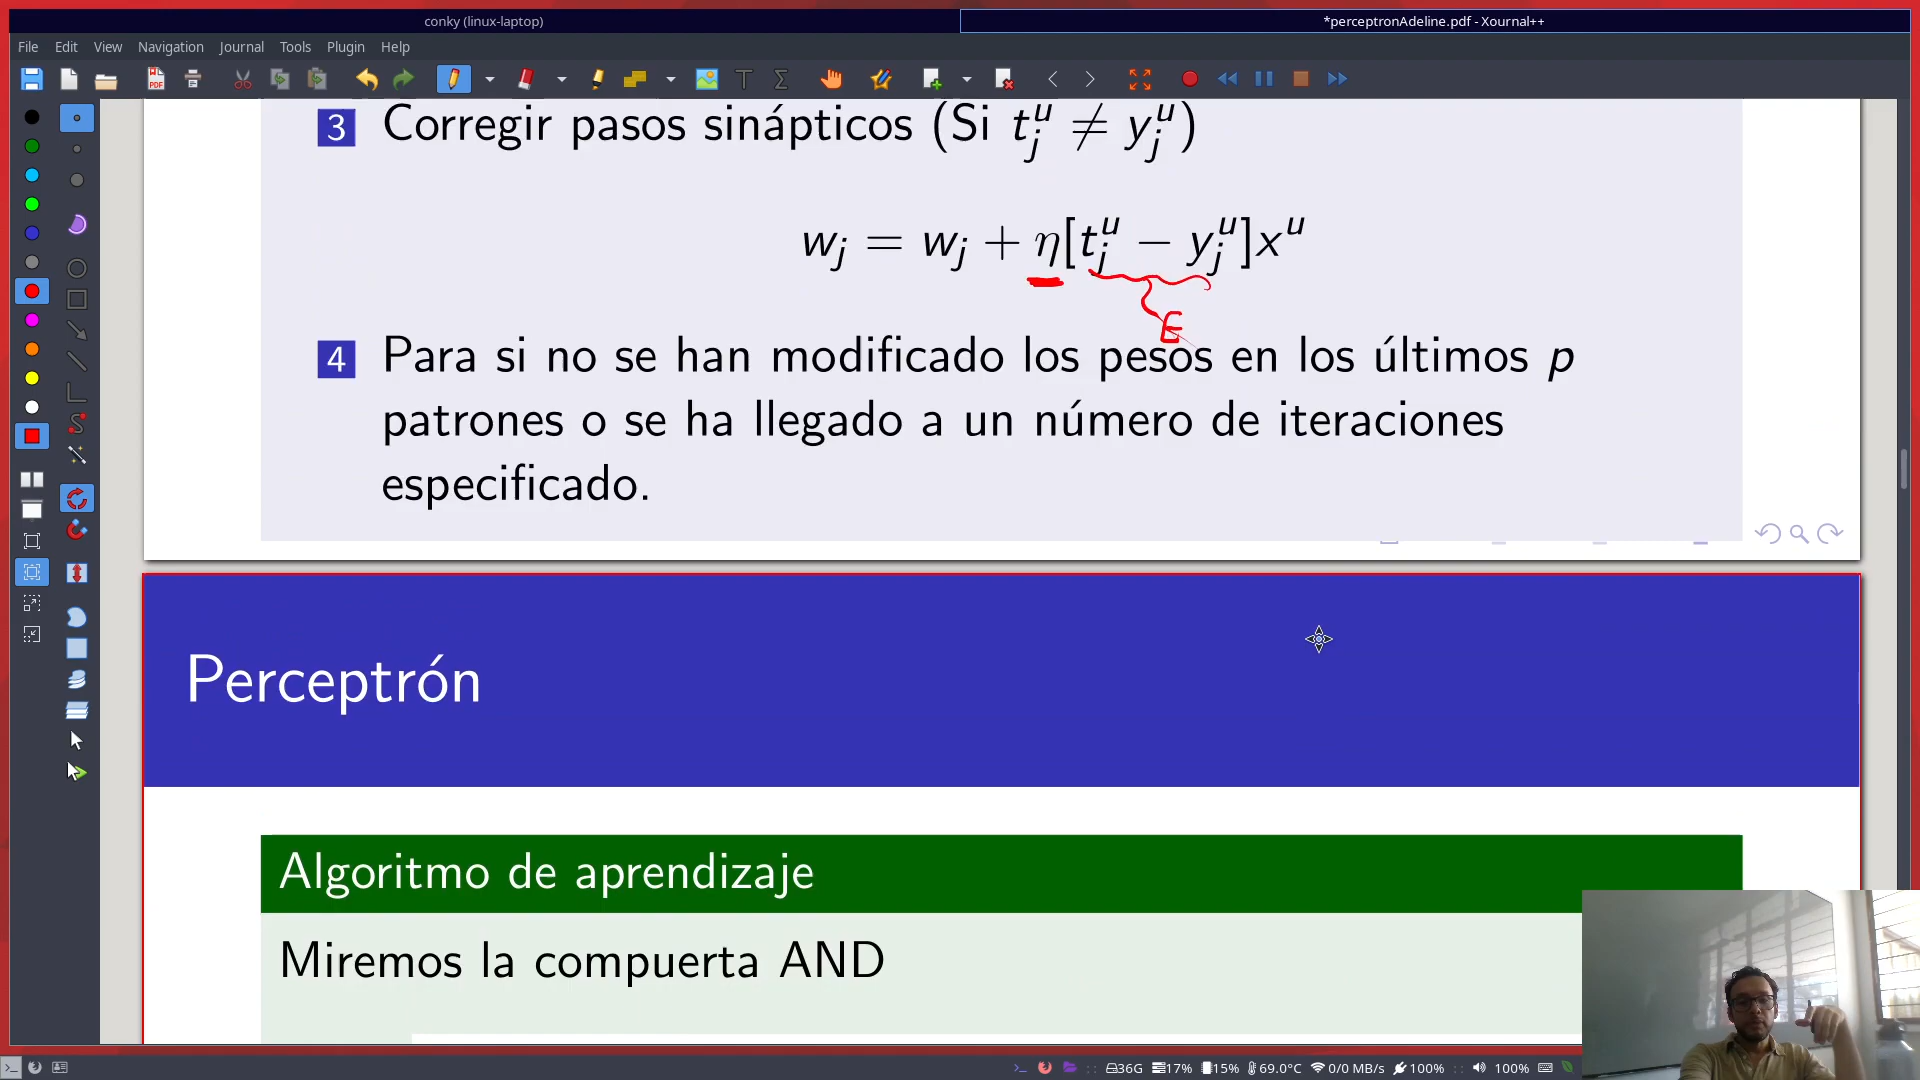 conky (linux-laptop)
*perceptronAdeline.pdf - Xournal++
File Edit View Navigation Journal Tools Plugin Help
3 Corregir pasos sinápticos (Si t_j^u ≠ y_j^u)
w_j = w_j + η[t_j^u − y_j^u]x^u
E
4 Para si no se han modificado los pesos en los últimos p
patrones o se ha llegado a un número de iteraciones
especificado.
Perceptrón
Algoritmo de aprendizaje
Miremos la compuerta AND
36G 17% 15% 69.0°C 0/0 MB/s 100% :: 100%